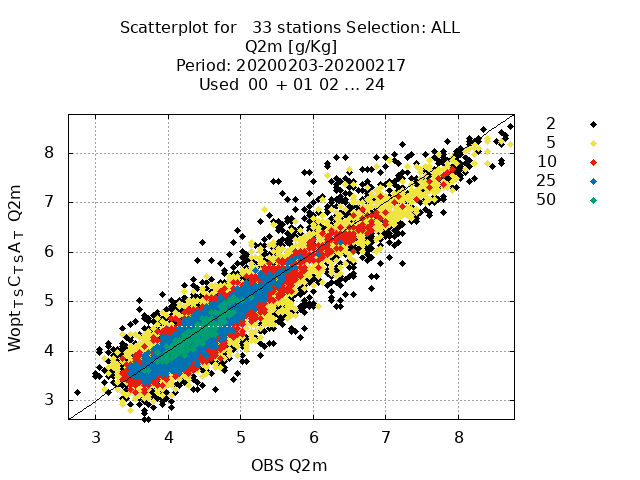 Scatterplot for 33 stations Selection: ALL
Q2m [g/Kg]
Period: 20200203-20200217
Used 00 + 01 02 ... 24
2
5
10
25
50
8
7
6
5
4
3
3 4 5 6 7 8
Wopt T S C T S A T Q2m
OBS Q2m